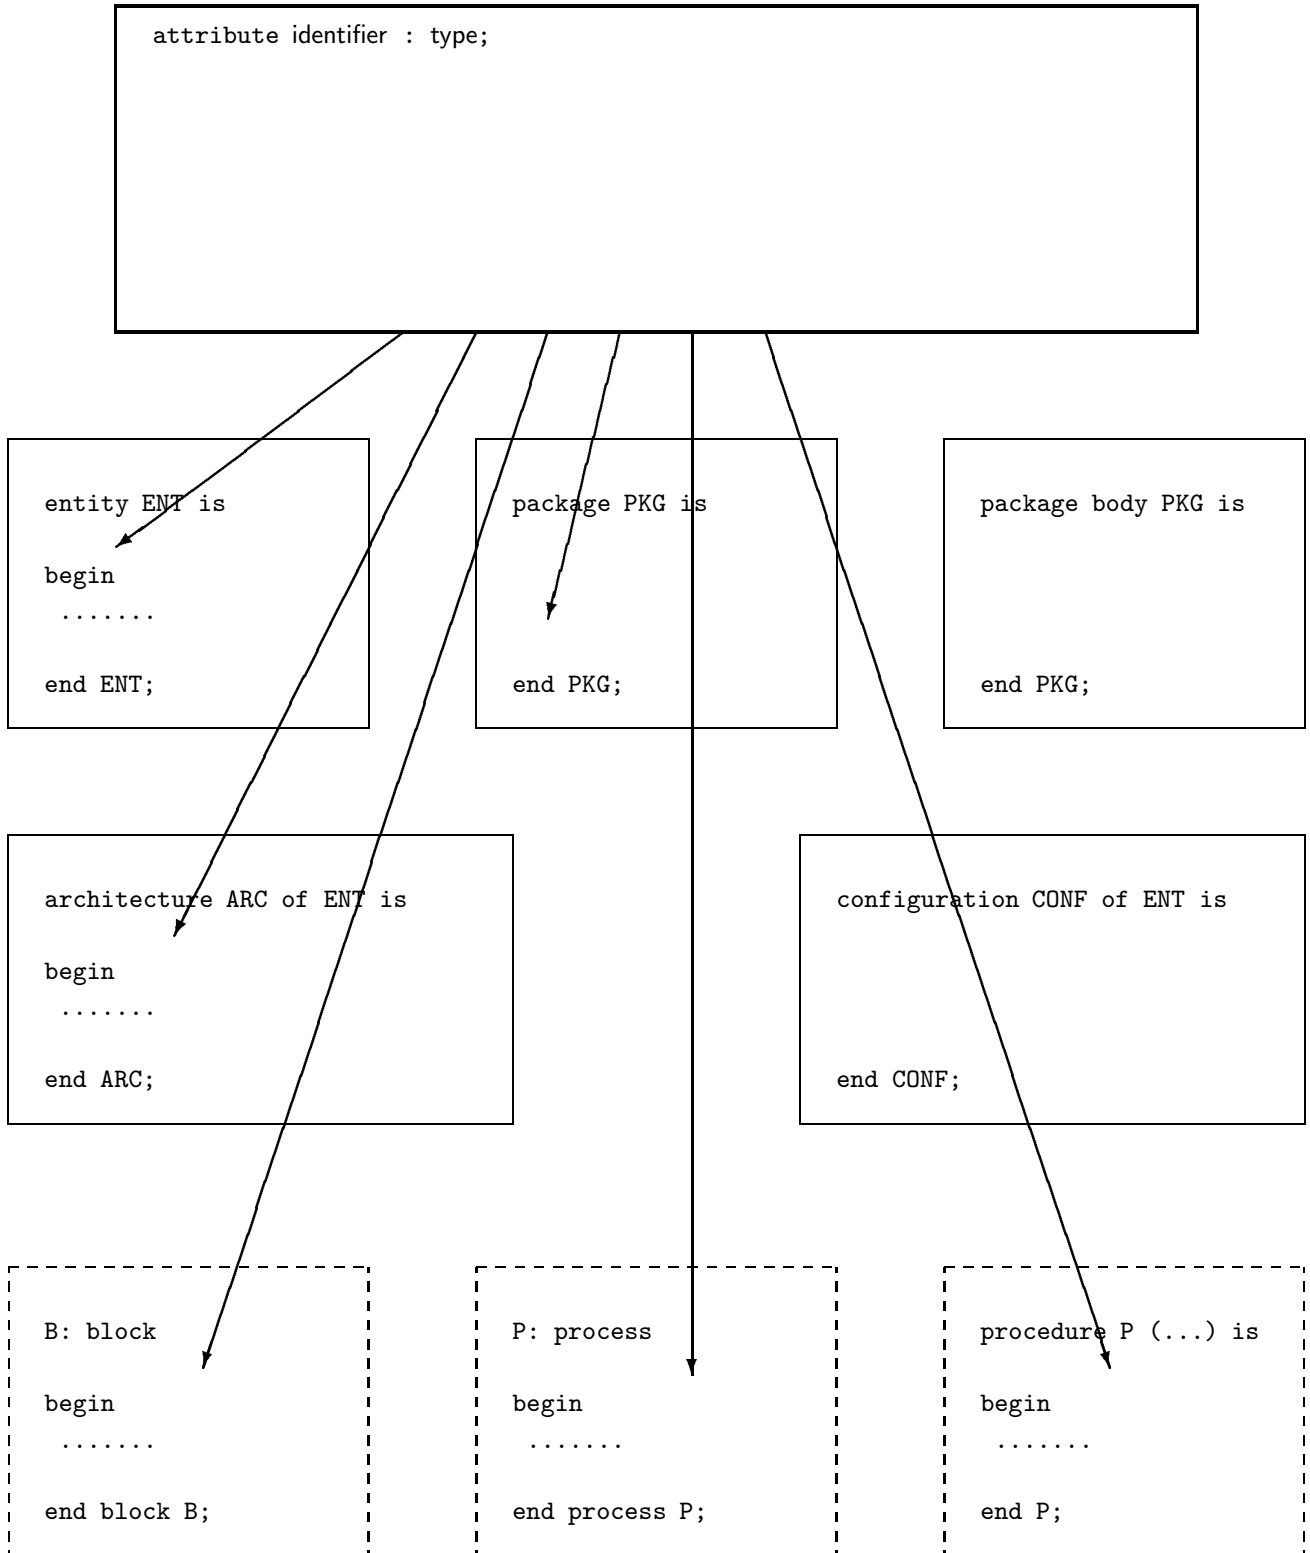 attribute identifier : type;
entity ENT is
begin
.......
end ENT;
package PKG is
end PKG;
package body PKG is
end PKG;
architecture ARC of ENT is
begin
.......
end ARC;
configuration CONF of ENT is
end CONF;
B: block
begin
.......
end block B;
P: process
begin
.......
end process P;
procedure P (...) is
begin
.......
end P;